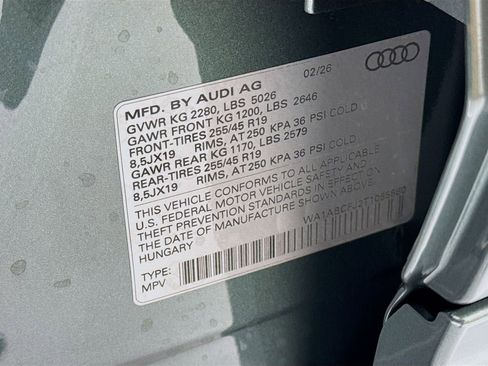 MFD. BY AUDI AG 02/26
GVWR KG 2280, LBS 5026
GAWR FRONT KG 1200, LBS 2646
FRONT-TIRES 255/45 R19
8,5JX19 RIMS, AT 250 KPA 36 PSI COLD
GAWR REAR KG 1170, LBS 2579
REAR-TIRES 255/45 R19
8,5JX19 RIMS, AT 250 KPA 36 PSI COLD
THIS VEHICLE CONFORMS TO ALL APPLICABLE
U.S. FEDERAL MOTOR VEHICLE SAFETY AND
THEFT PREVENTION STANDARDS IN EFFECT ON
THE DATE OF MANUFACTURE SHOWN ABOVE
HUNGARY
TYPE:
MPV